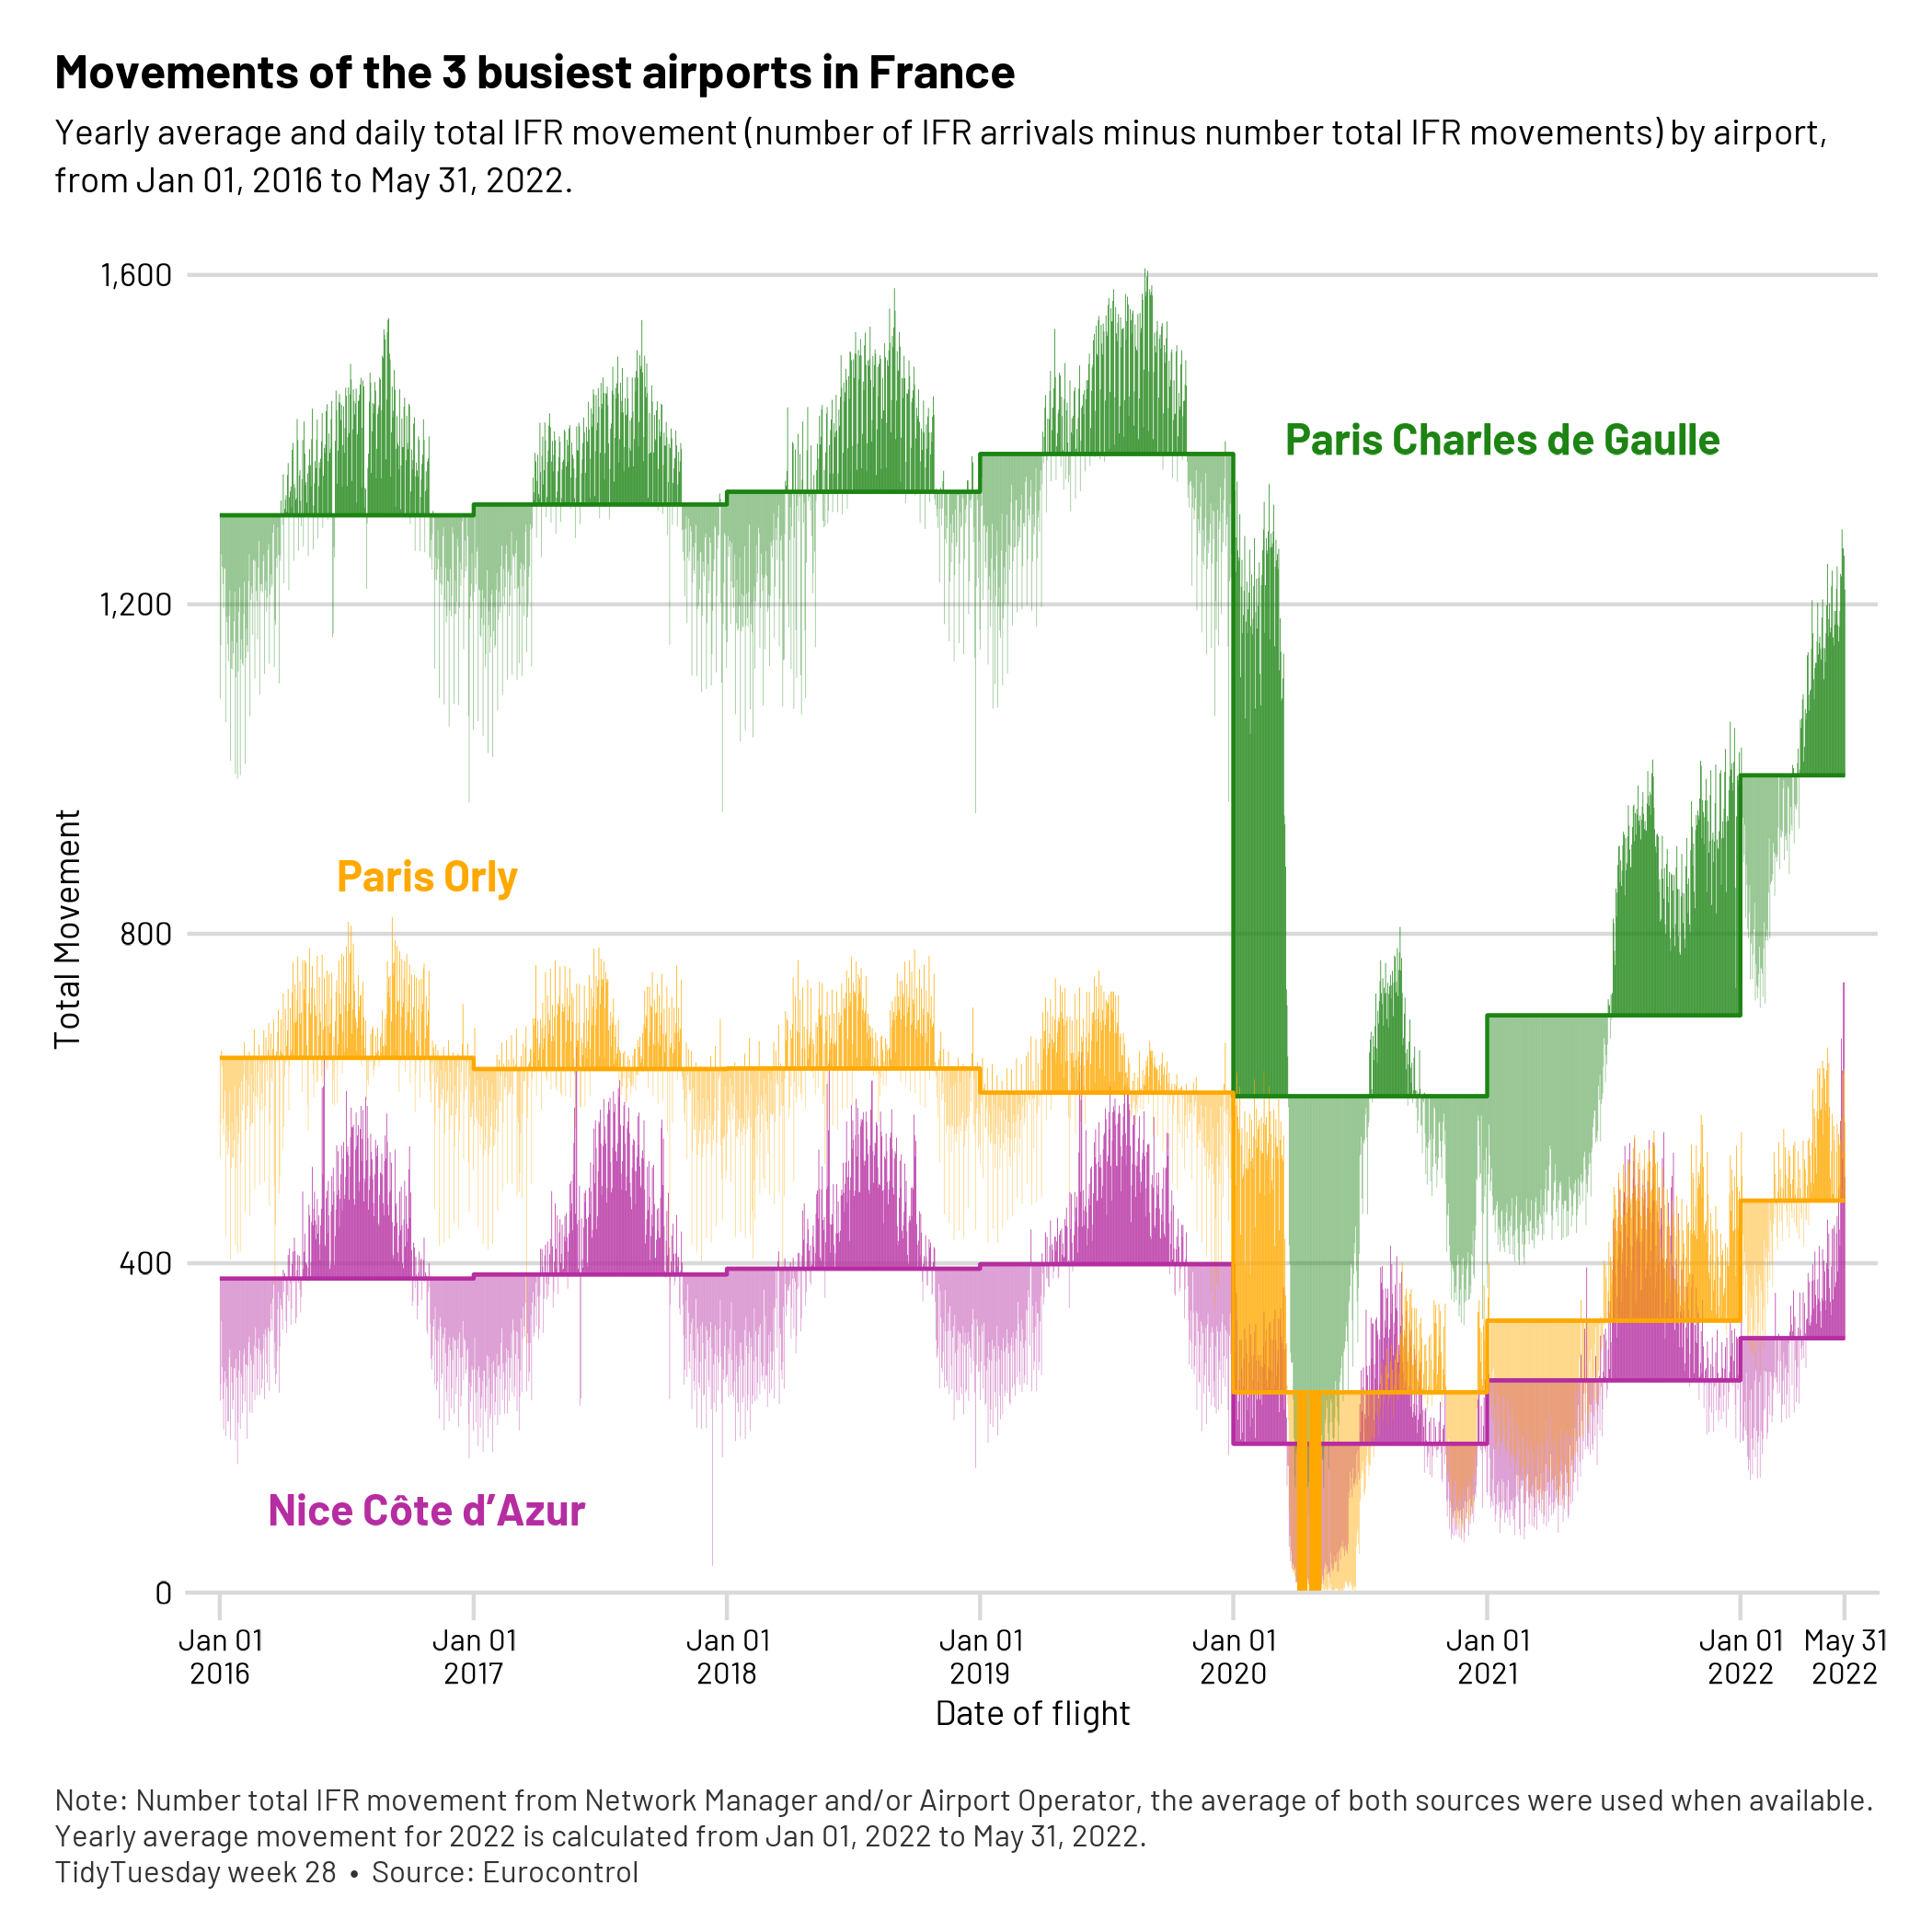 Movements of the 3 busiest airports in France
Yearly average and daily total IFR movement (number of IFR arrivals minus number total IFR movements) by airport,
from Jan 01, 2016 to May 31, 2022.
1,600
Paris Charles de Gaulle
1,200
Paris Orly
800
Total Movement
400
Nice Côte d’Azur
0
Jan 01 Jan 01 Jan 01 Jan 01 Jan 01 Jan 01 Jan 01 May 31
2016 2017 2018 2019 2020 2021 2022 2022
Date of flight
Note: Number total IFR movement from Network Manager and/or Airport Operator, the average of both sources were used when available.
Yearly average movement for 2022 is calculated from Jan 01, 2022 to May 31, 2022.
TidyTuesday week 28 • Source: Eurocontrol